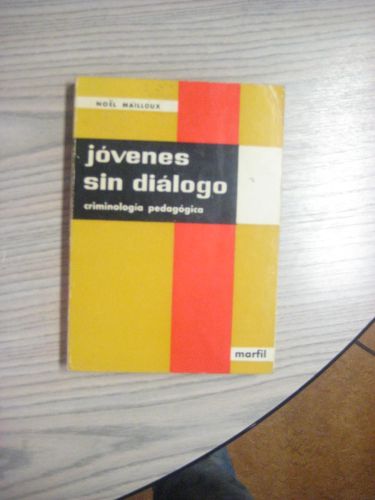 NOËL MAILLOUX
jóvenes
sin diálogo
criminología pedagógica
marfil